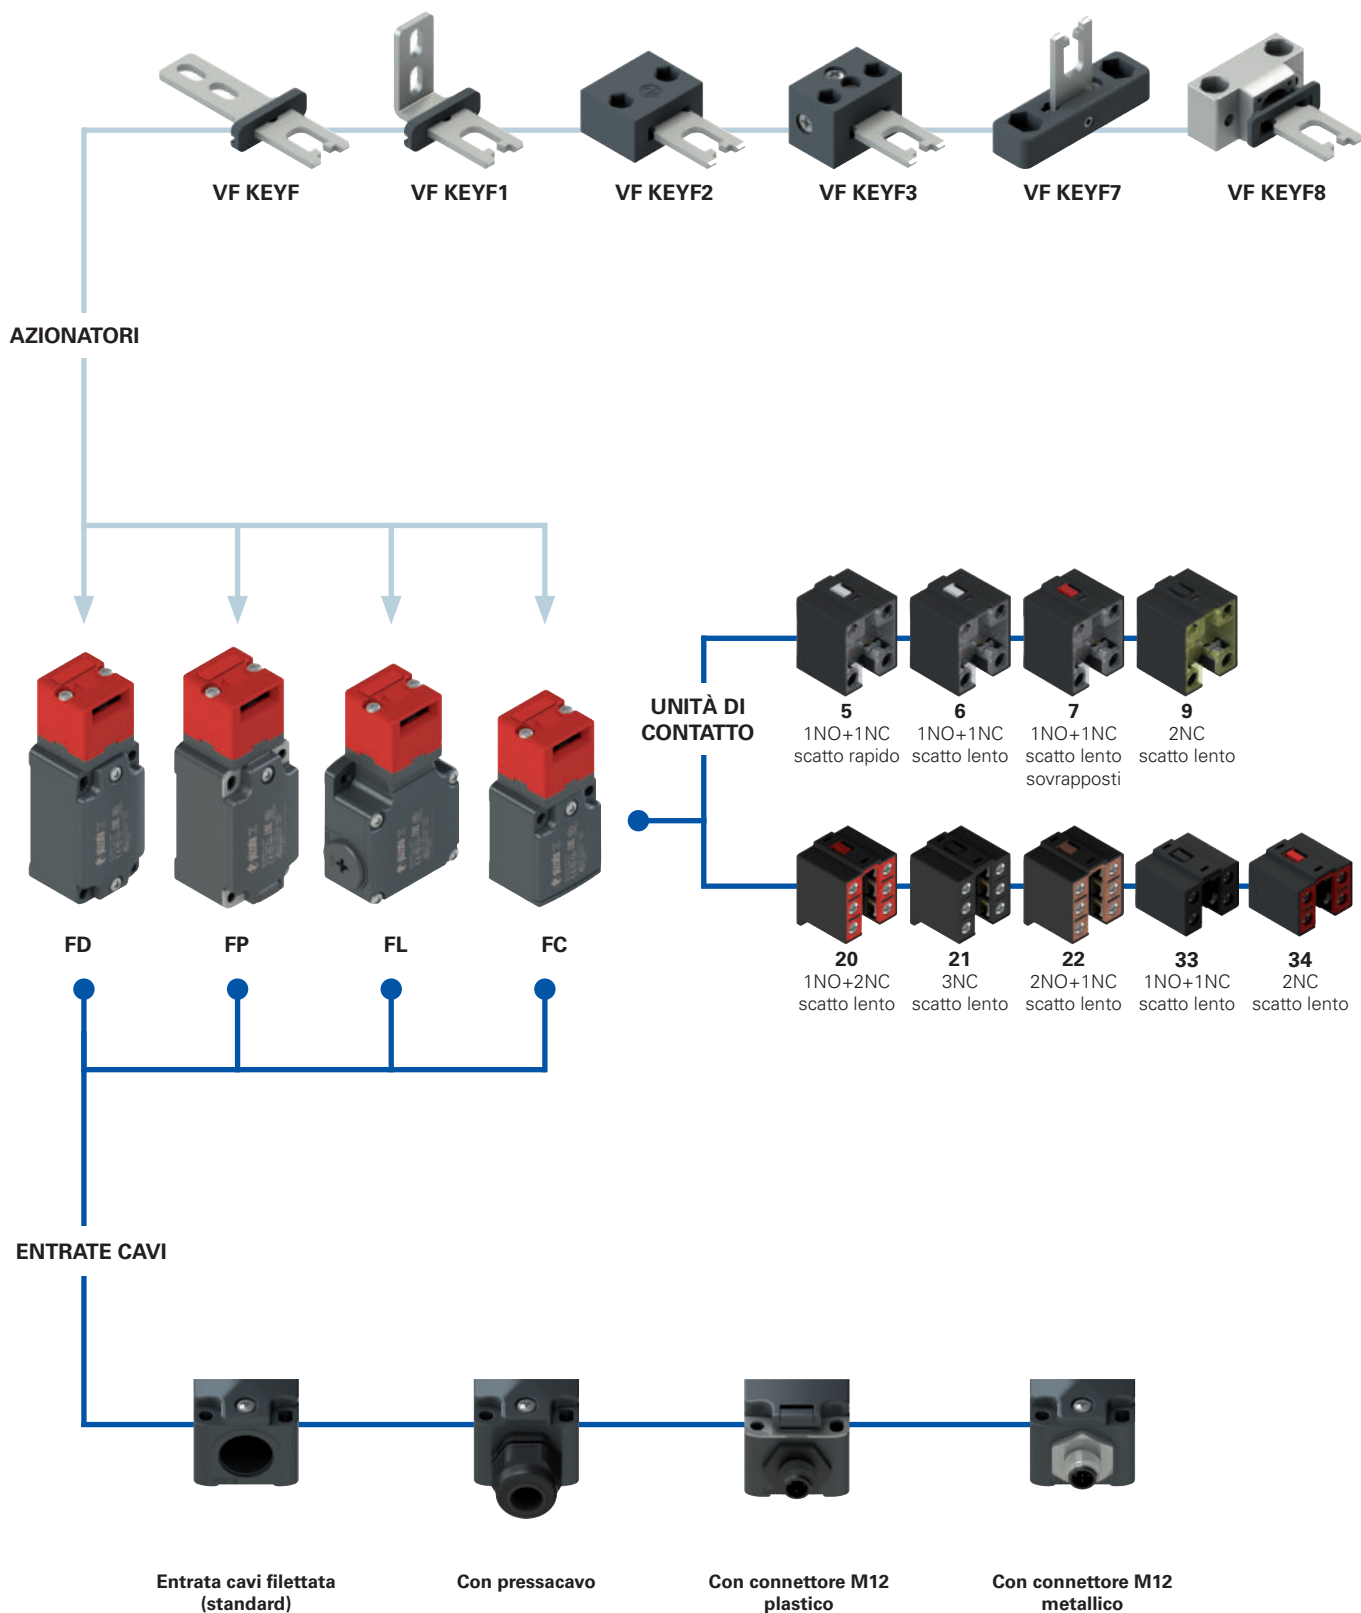 VF KEYF
VF KEYF1
VF KEYF2
VF KEYF3
VF KEYF7
VF KEYF8
AZIONATORI
UNITÀ DI
CONTATTO
5
1NO+1NC
scatto rapido
6
1NO+1NC
scatto lento
7
1NO+1NC
scatto lento
sovrapposti
9
2NC
scatto lento
20
1NO+2NC
scatto lento
21
3NC
scatto lento
22
2NO+1NC
scatto lento
33
1NO+1NC
scatto lento
34
2NC
scatto lento
FD
FP
FL
FC
ENTRATE CAVI
Entrata cavi filettata
(standard)
Con pressacavo
Con connettore M12
plastico
Con connettore M12
metallico